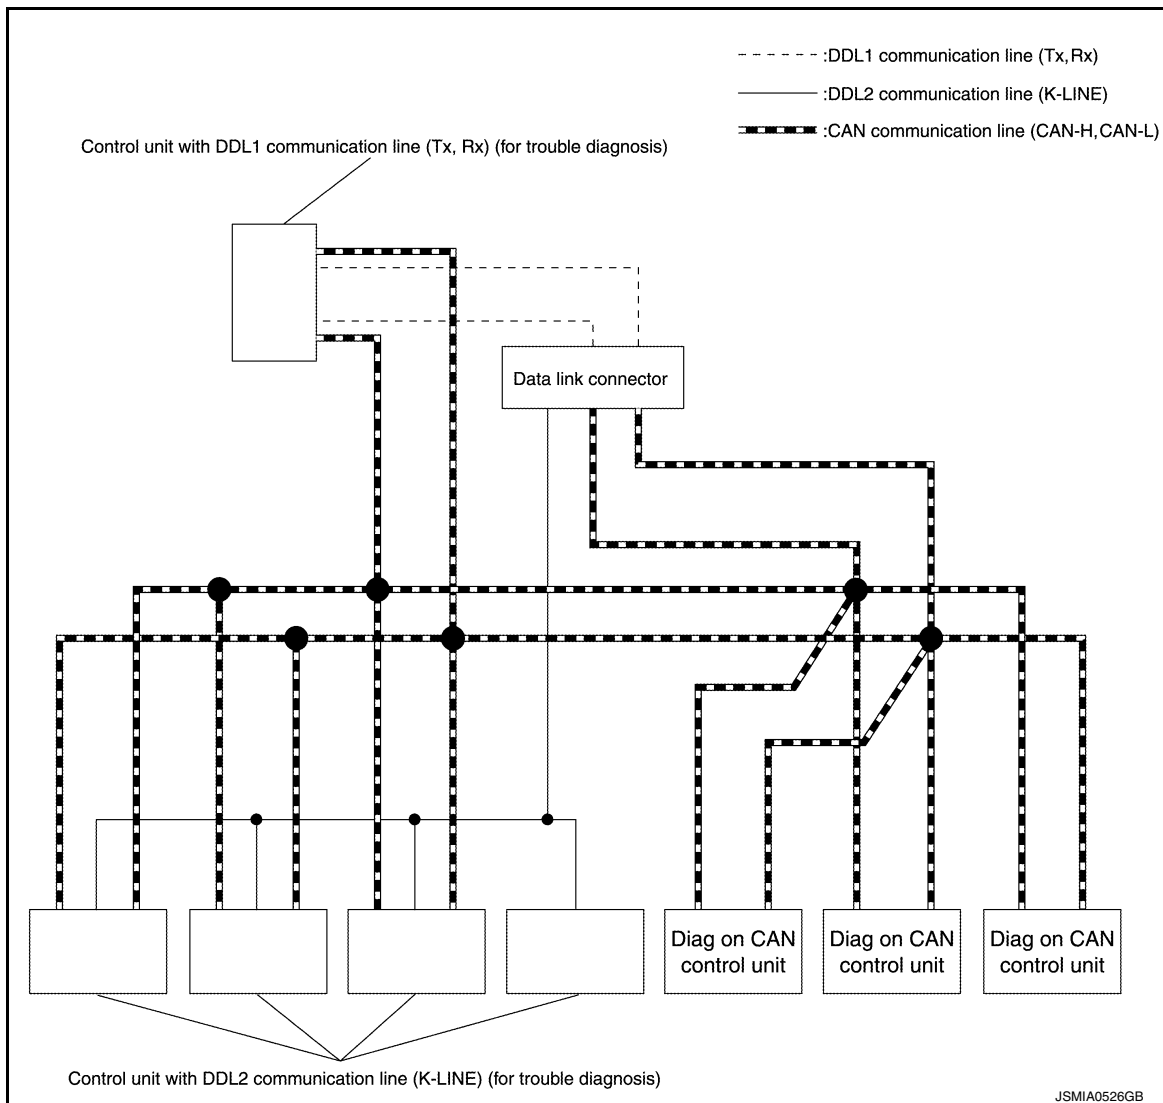 :DDL1 communication line (Tx,Rx)
:DDL2 communication line (K-LINE)
:CAN communication line (CAN-H,CAN-L)
Control unit with DDL1 communication line (Tx, Rx) (for trouble diagnosis)
Data link connector
Diag on CAN
control unit
Diag on CAN
control unit
Diag on CAN
control unit
Control unit with DDL2 communication line (K-LINE) (for trouble diagnosis)
JSMIA0526GB